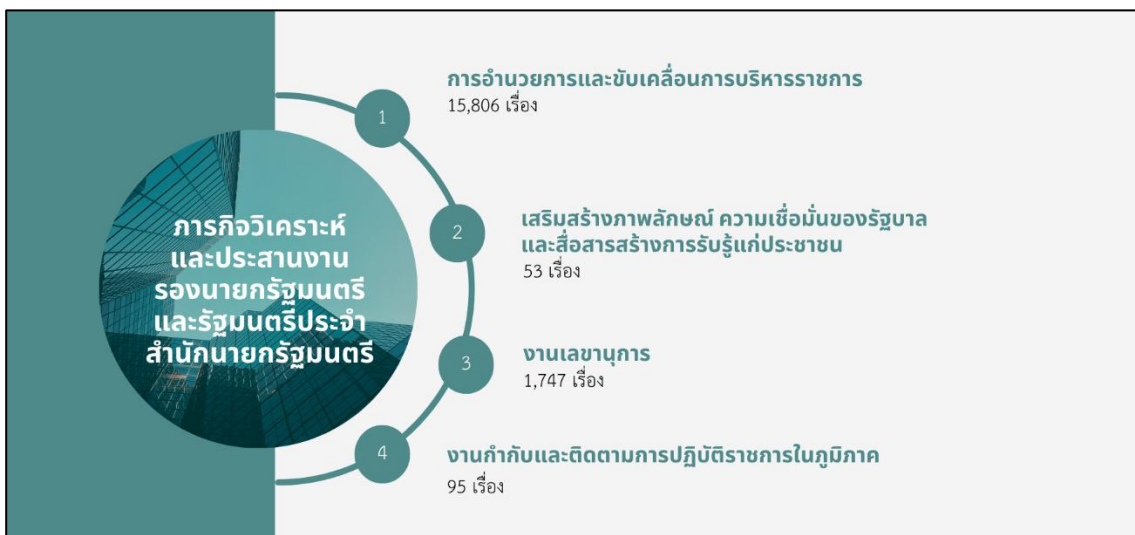 ภารกิจวิเคราะห์
และประสานงาน
รองนายกรัฐมนตรี
และรัฐมนตรีประจำ
สำนักนายกรัฐมนตรี
1
การอำนวยการและขับเคลื่อนการบริหารราชการ
15,806 เรื่อง
2
เสริมสร้างภาพลักษณ์ ความเชื่อมั่นของรัฐบาล
และสื่อสารสร้างการรับรู้แก่ประชาชน
53 เรื่อง
3
งานเลขานุการ
1,747 เรื่อง
4
งานกำกับและติดตามการปฏิบัติราชการในภูมิภาค
95 เรื่อง